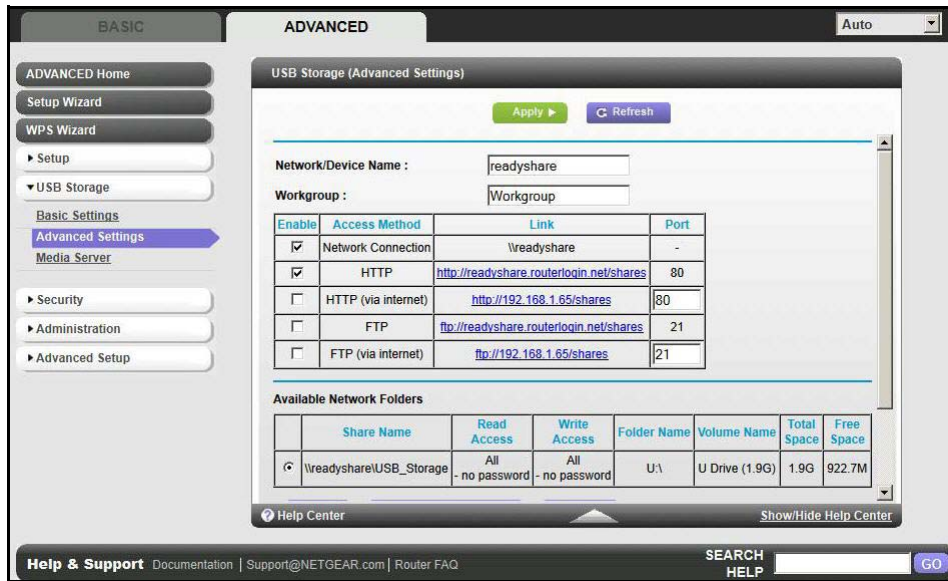 BASIC
ADVANCED
Auto
ADVANCED Home
Setup Wizard
WPS Wizard
Setup
USB Storage
Basic Settings
Advanced Settings
Media Server
Security
Administration
Advanced Setup
USB Storage (Advanced Settings)
Apply
Refresh
Network/Device Name : readyshare
Workgroup : Workgroup
Enable Access Method Link Port
Network Connection \\readyshare -
HTTP http://readyshare.routerlogin.net/shares 80
HTTP (via internet) http://192.168.1.65/shares 80
FTP ftp://readyshare.routerlogin.net/shares 21
FTP (via internet) ftp://192.168.1.65/shares 21
Available Network Folders
Share Name Read Access Write Access Folder Name Volume Name Total Space Free Space
\\readyshare\USB_Storage All - no password All - no password U:\ U Drive (1.9G) 1.9G 922.7M
? Help Center
Show/Hide Help Center
Help & Support Documentation | Support@NETGEAR.com | Router FAQ
SEARCH HELP
GO